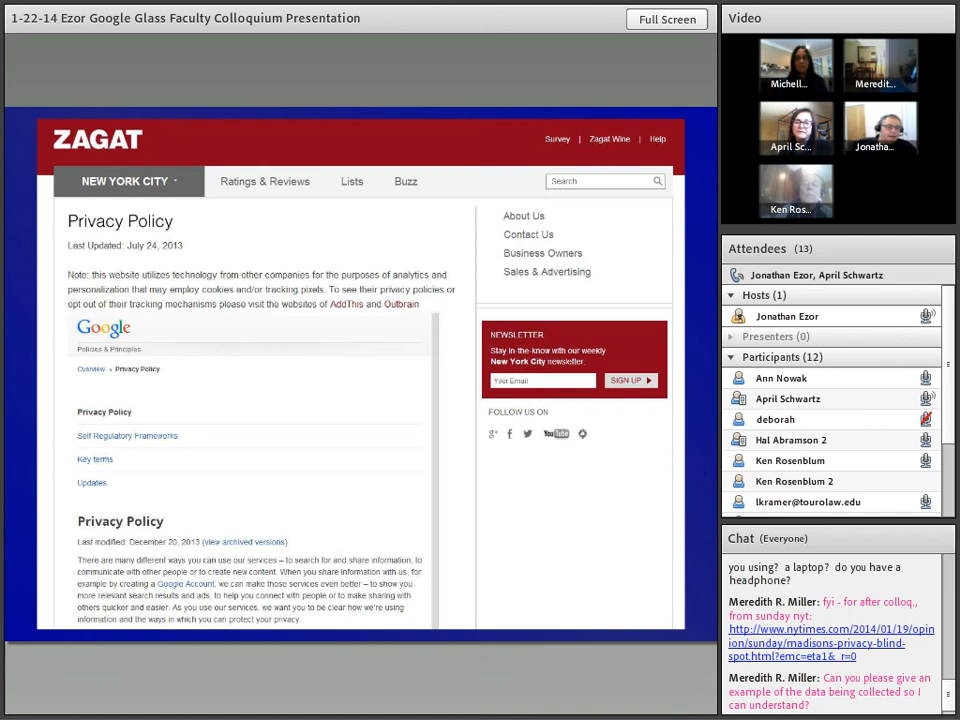 1-22-14 Ezor Google Glass Faculty Colloquium Presentation
Full Screen
ZAGAT
Survey | Zagat Wine | Help
NEW YORK CITY
Ratings & Reviews
Lists
Buzz
Search
Privacy Policy
Last Updated: July 24, 2013
Note: this website utilizes technology from other companies for the purposes of analytics and
personalization that may employ cookies and/or tracking pixels. To see their privacy policies or
opt out of their tracking mechanisms please visit the websites of AddThis and Outbrain
Google
Policies & Principles
Overview › Privacy Policy
Privacy Policy
Self Regulatory Frameworks
Key terms
Updates
Privacy Policy
Last modified: December 20, 2013 (view archived versions)
There are many different ways you can use our services – to search for and share information, to
communicate with other people or to create new content. When you share information with us, for
example by creating a Google Account, we can make those services even better – to show you
more relevant search results and ads, to help you connect with people or to make sharing with
others quicker and easier. As you use our services, we want you to be clear how we're using
information and the ways in which you can protect your privacy.
About Us
Contact Us
Business Owners
Sales & Advertising
NEWSLETTER
Stay in-the-know with our weekly
New York City newsletter.
Your Email
SIGN UP
FOLLOW US ON
g+
f
YouTube
Video
Michell...
Meredit...
April Sc...
Jonatha...
Ken Ros...
Attendees (13)
Jonathan Ezor, April Schwartz
Hosts (1)
Jonathan Ezor
Presenters (0)
Participants (12)
Ann Nowak
April Schwartz
deborah
Hal Abramson 2
Ken Rosenblum
Ken Rosenblum 2
lkramer@tourolaw.edu
Chat (Everyone)
you using? a laptop? do you have a
headphone?
Meredith R. Miller: fyi - for after colloq.,
from sunday nyt:
http://www.nytimes.com/2014/01/19/opin
ion/sunday/madisons-privacy-blind-
spot.html?emc=eta1&_r=0
Meredith R. Miller: Can you please give an
example of the data being collected so I
can understand?